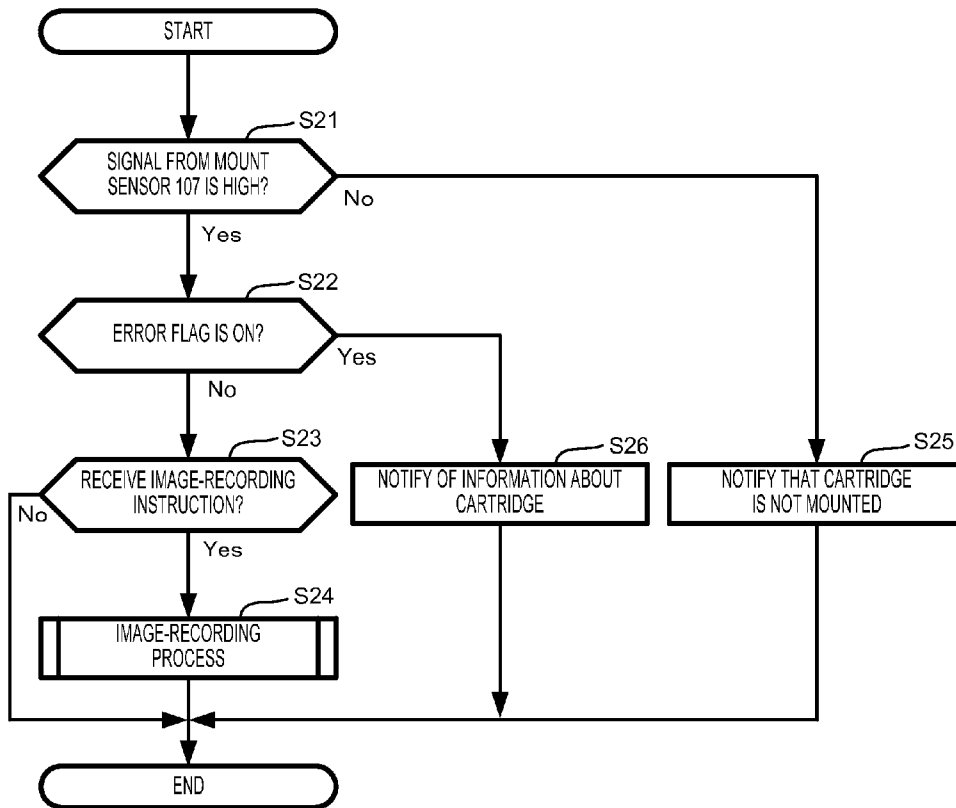 START
S21
SIGNAL FROM MOUNT
SENSOR 107 IS HIGH?
No
Yes
S22
ERROR FLAG IS ON?
Yes
No
S23
RECEIVE IMAGE-RECORDING
INSTRUCTION?
No
Yes
S26
NOTIFY OF INFORMATION ABOUT
CARTRIDGE
S25
NOTIFY THAT CARTRIDGE
IS NOT MOUNTED
S24
IMAGE-RECORDING
PROCESS
END